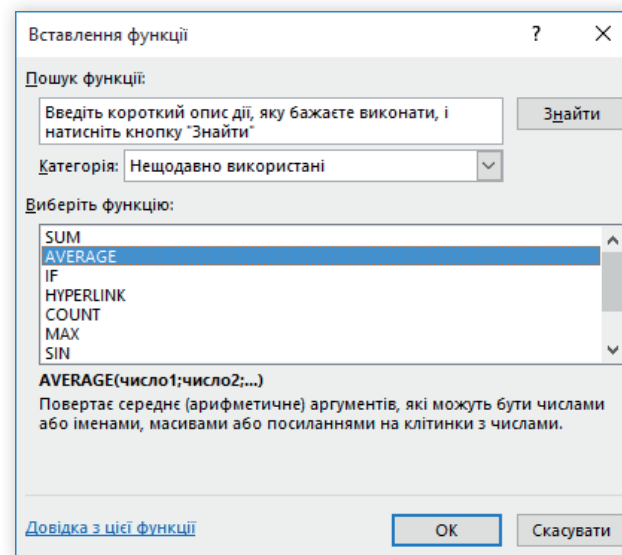 Вставлення функції
?
Пошук функції:
Введіть короткий опис дії, яку бажаєте виконати, і
натисніть кнопку "Знайти"
Знайти
Категорія: Нещодавно використані
Виберіть функцію:
SUM
AVERAGE
IF
HYPERLINK
COUNT
MAX
SIN
AVERAGE(число1;число2;...)
Повертає середнє (арифметичне) аргументів, які можуть бути числами
або іменами, масивами або посиланнями на клітинки з числами.
Довідка з цієї функції
ОК
Скасувати